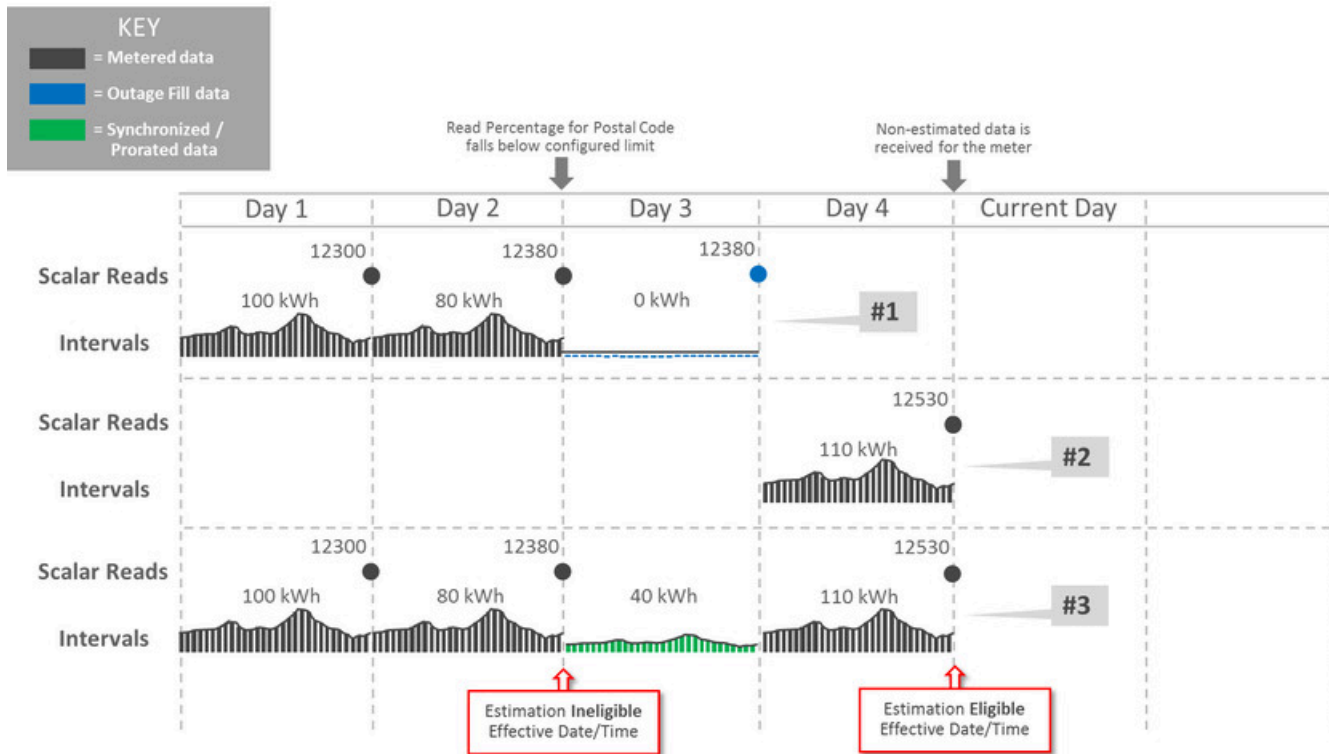 KEY
= Metered data
= Outage Fill data
= Synchronized /
Prorated data
Read Percentage for Postal Code
falls below configured limit
Non-estimated data is
received for the meter
Day 1
Day 2
Day 3
Day 4
Current Day
Scalar Reads
12300
12380
12380
100 kWh
80 kWh
0 kWh
#1
Intervals
Scalar Reads
12530
110 kWh
#2
Intervals
Scalar Reads
12300
12380
12530
100 kWh
80 kWh
40 kWh
110 kWh
#3
Intervals
Estimation Ineligible
Effective Date/Time
Estimation Eligible
Effective Date/Time